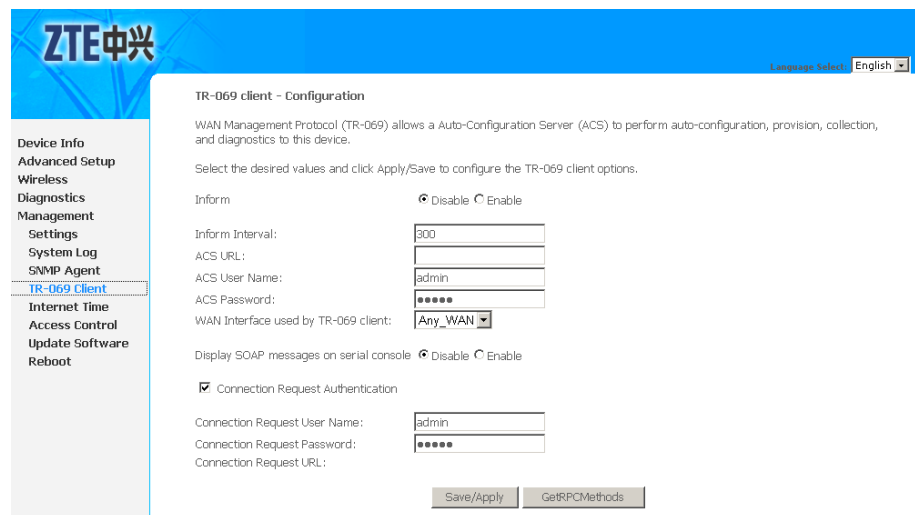 ZTE中兴
Language Select: English
TR-069 client - Configuration
WAN Management Protocol (TR-069) allows a Auto-Configuration Server (ACS) to perform auto-configuration, provision, collection,
and diagnostics to this device.
Select the desired values and click Apply/Save to configure the TR-069 client options.
Device Info
Advanced Setup
Wireless
Diagnostics
Management
Settings
System Log
SNMP Agent
TR-069 Client
Internet Time
Access Control
Update Software
Reboot
Inform Disable Enable
Inform Interval: 300
ACS URL:
ACS User Name: admin
ACS Password: ●●●●●
WAN Interface used by TR-069 client: Any_WAN
Display SOAP messages on serial console Disable Enable
Connection Request Authentication
Connection Request User Name: admin
Connection Request Password: ●●●●●
Connection Request URL:
Save/Apply GetRPCMethods